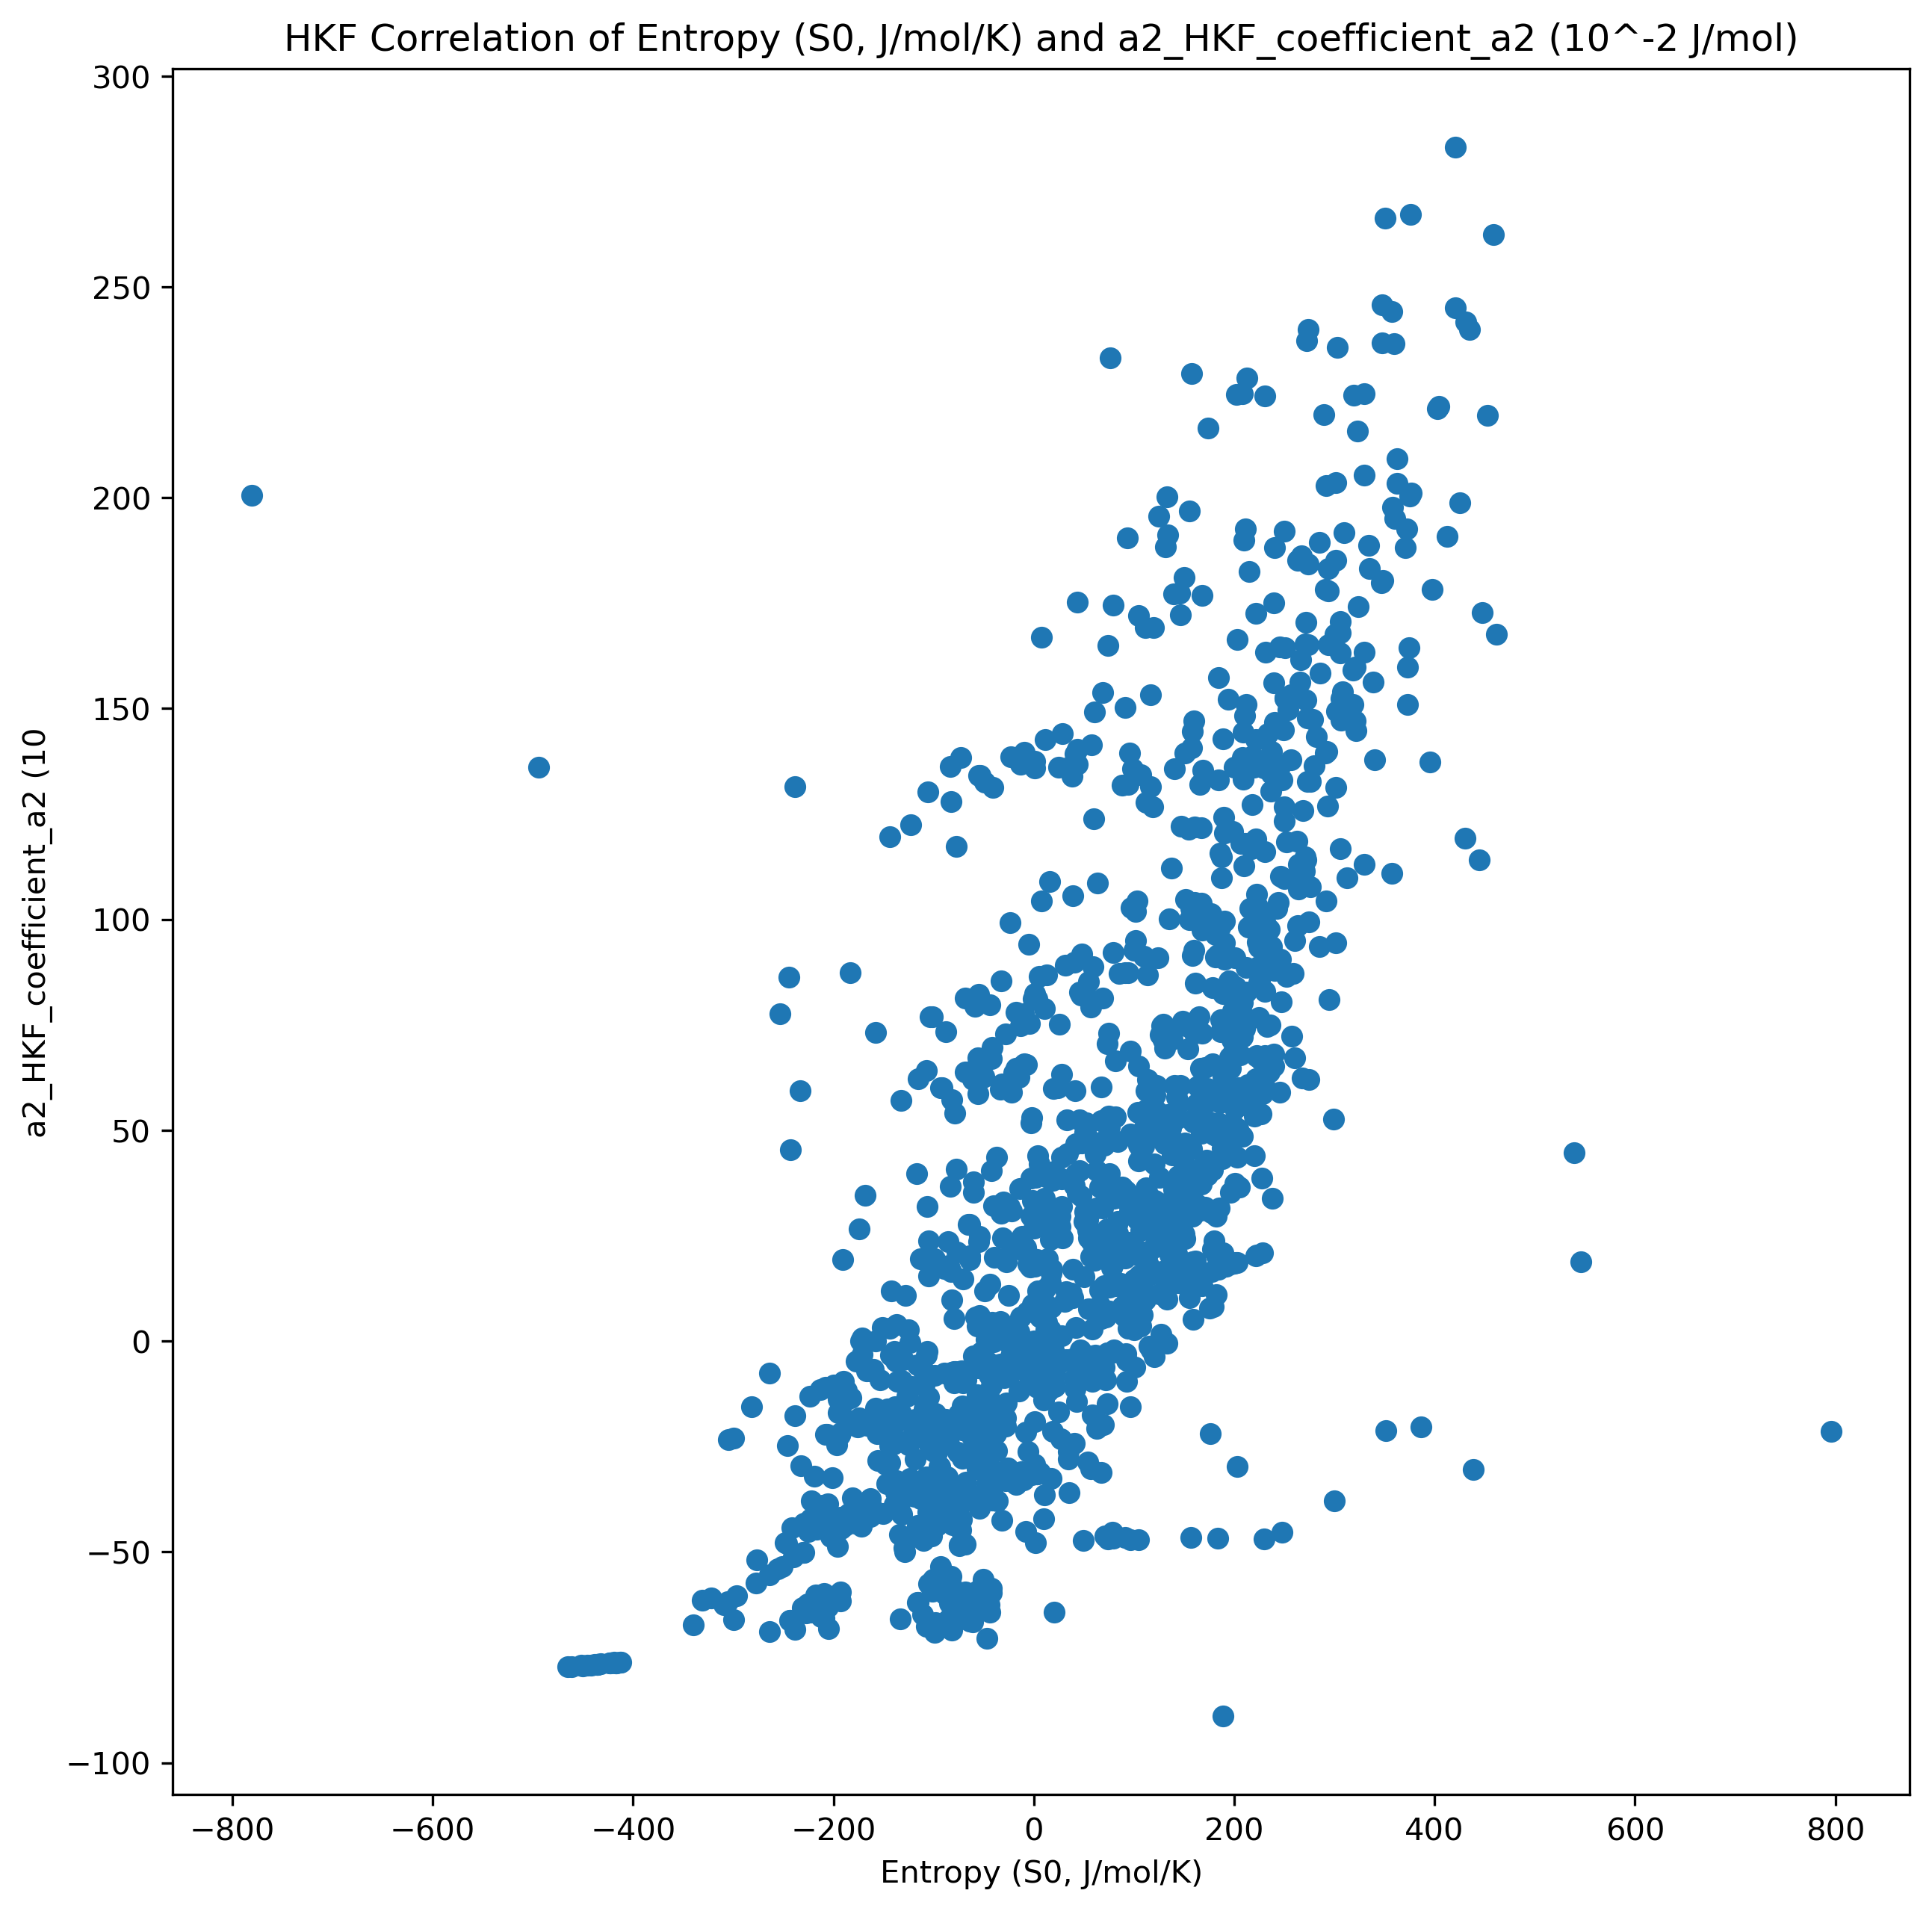 HKF Correlation of Entropy (S0, J/mol/K) and a2_HKF_coefficient_a2 (10^-2 J/mol)
a2_HKF_coefficient_a2 (10
300
250
200
150
100
50
0
−50
−100
−800 −600 −400 −200 0 200 400 600 800
Entropy (S0, J/mol/K)